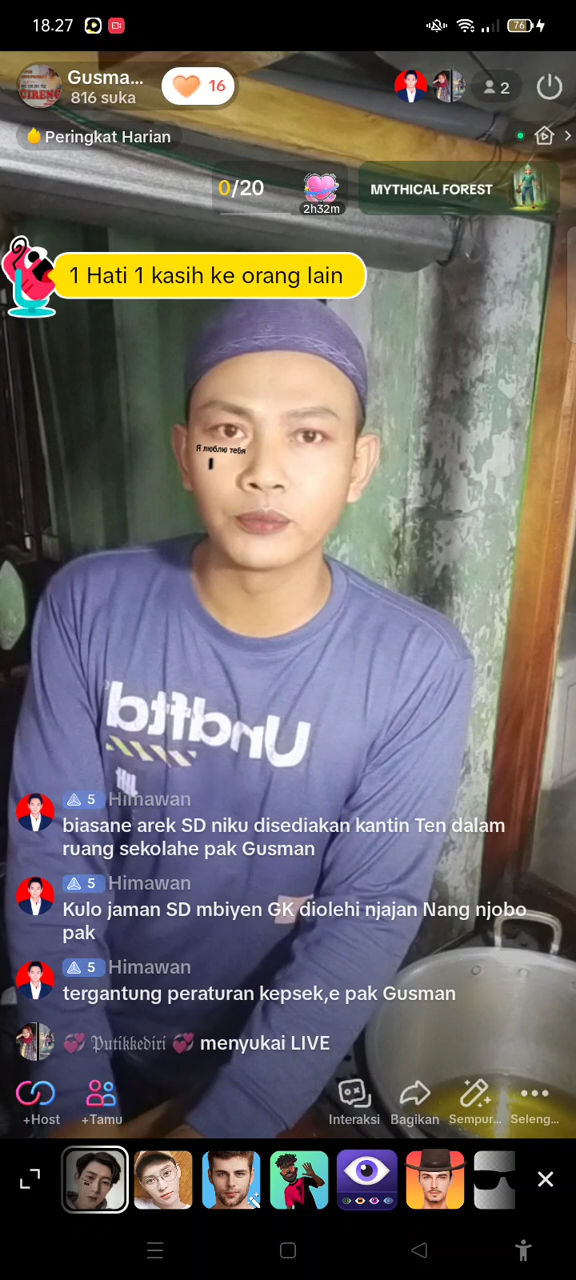 18.27
76
Gusma...
816 suka
16
2
Peringkat Harian
0/20
2h32m
MYTHICAL FOREST
1 Hati 1 kasih ke orang lain
Я люблю тебя
Undftd
5 Himawan
biasane arek SD niku disediakan kantin Ten dalam
ruang sekolahe pak Gusman
5 Himawan
Kulo jaman SD mbiyen GK diolehi njajan Nang njobo
pak
5 Himawan
tergantung peraturan kepsek,e pak Gusman
💞 𝔓𝔲𝔱𝔦𝔨𝔨𝔢𝔡𝔦𝔯𝔦 💞 menyukai LIVE
+Host
+Tamu
Interaksi
Bagikan
Sempur...
Seleng...